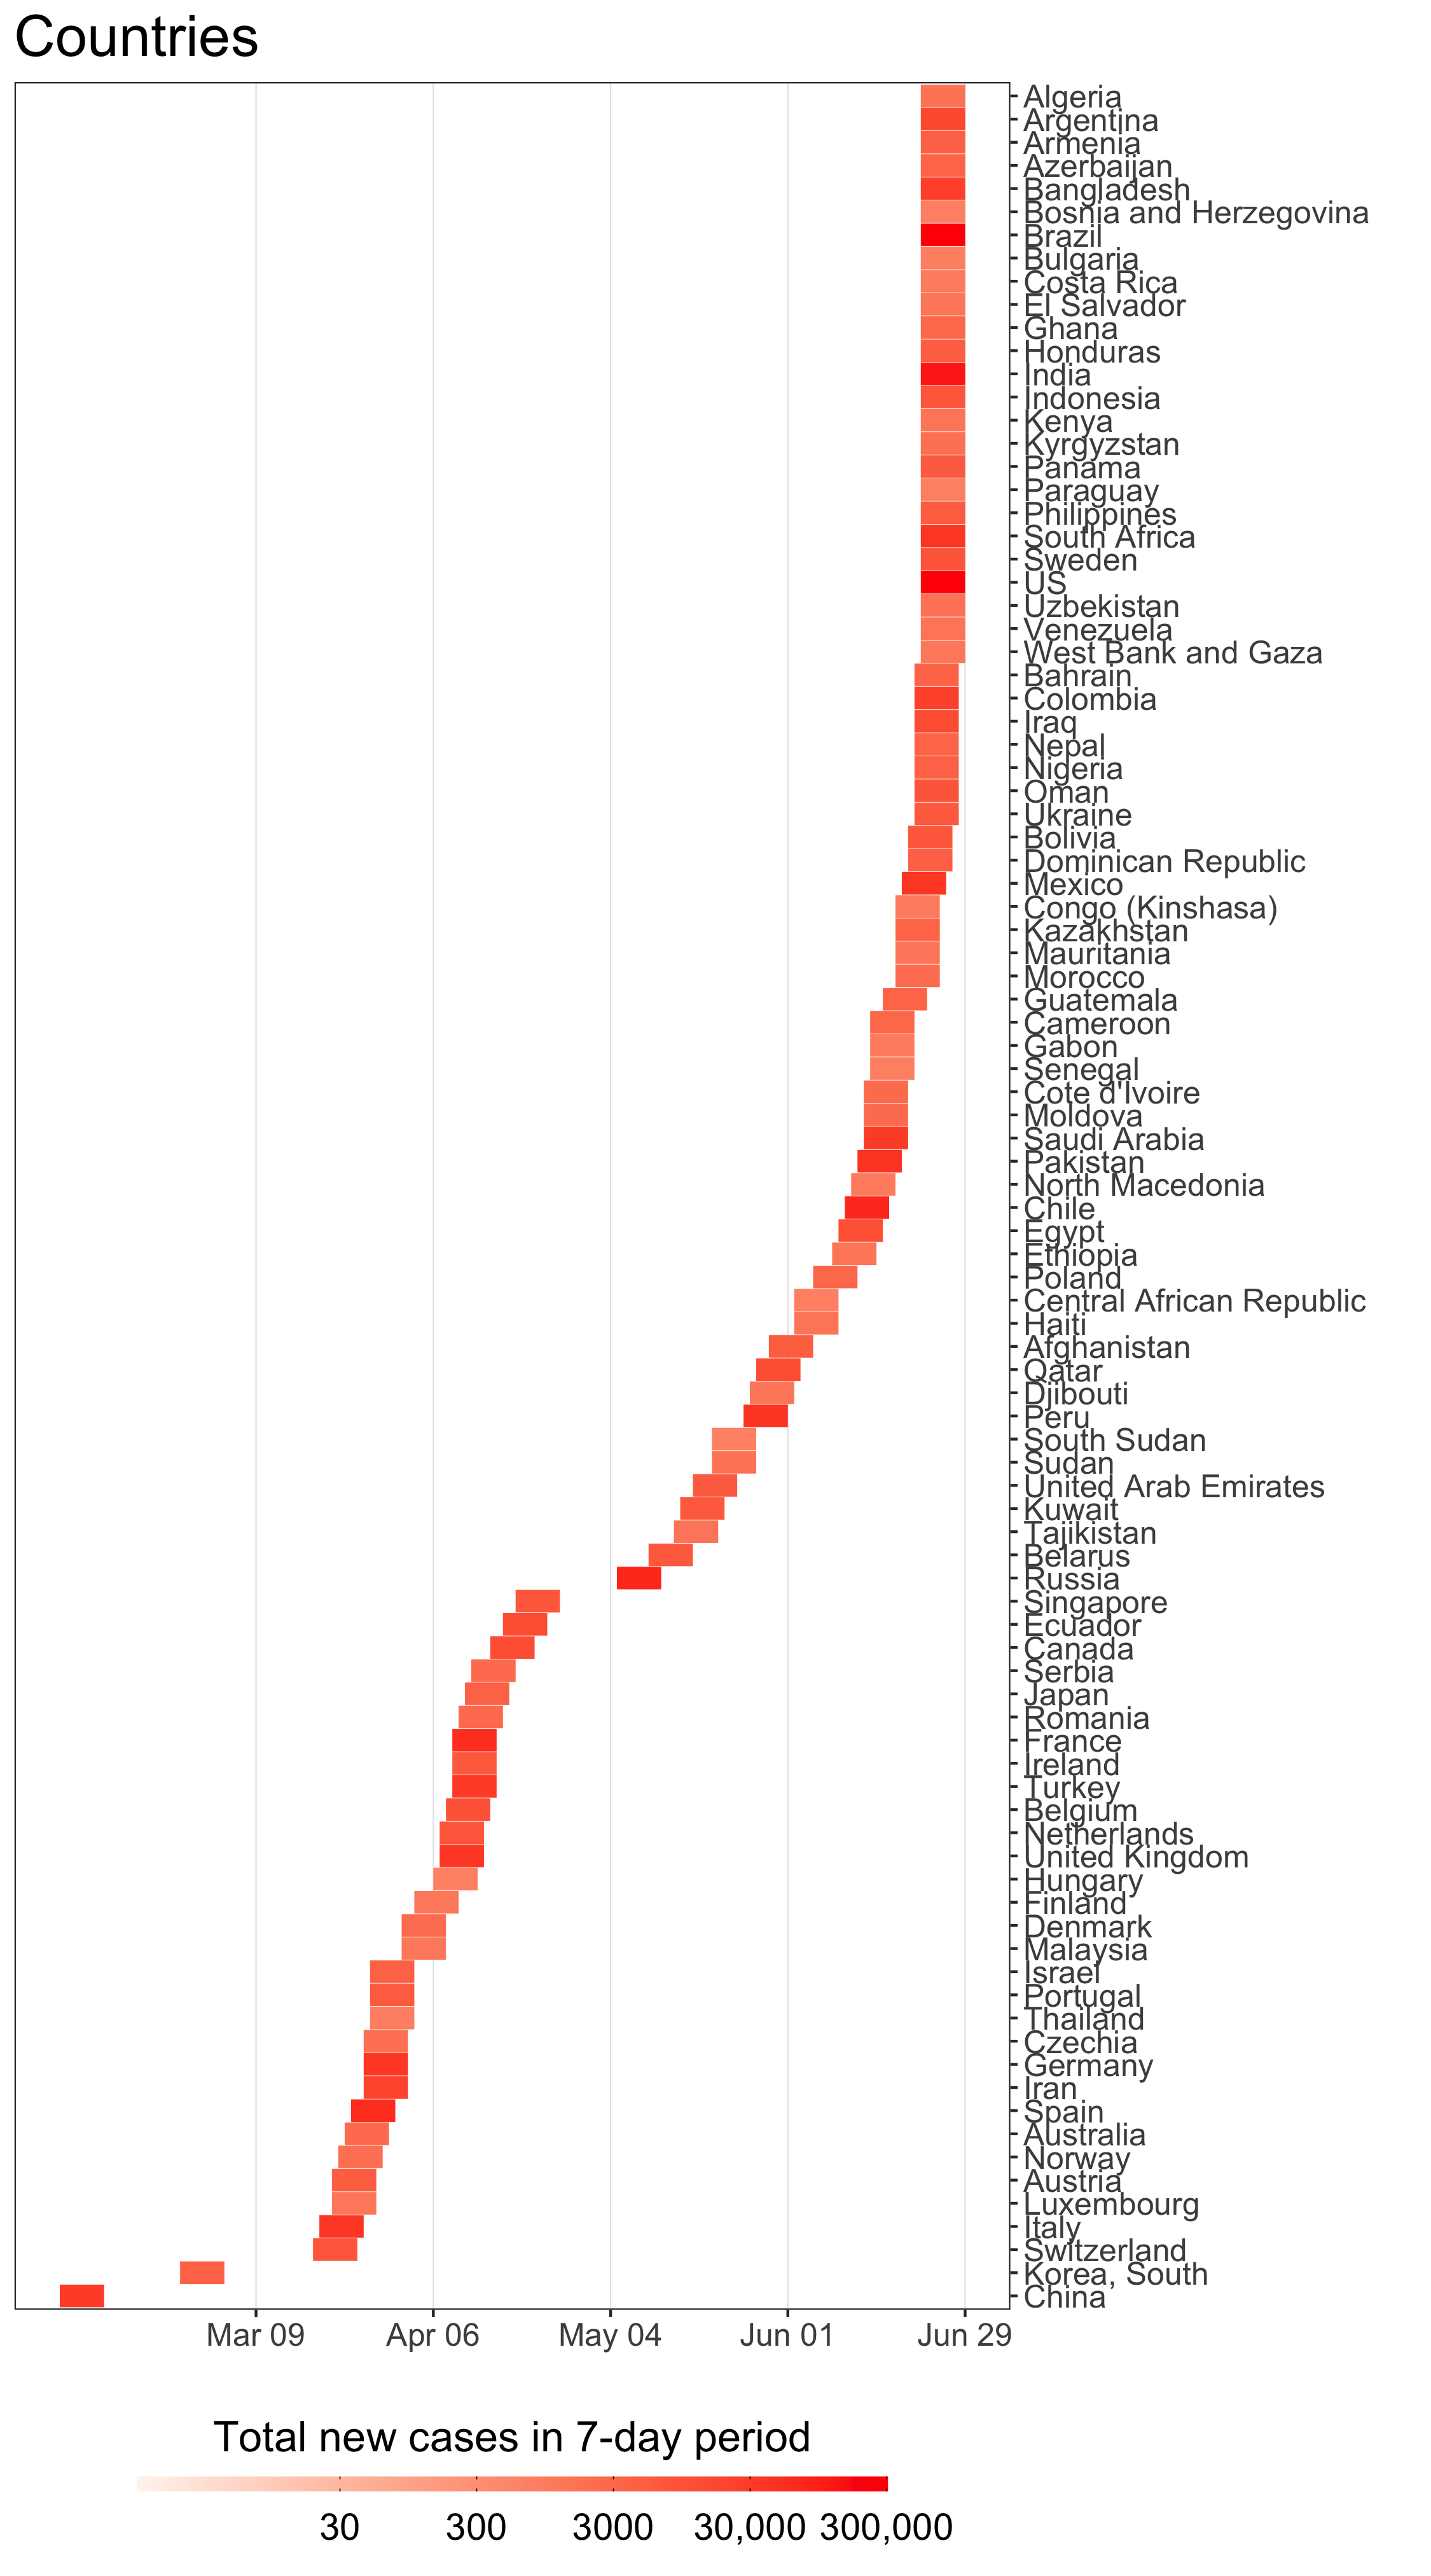 Countries
Algeria
Argentina
Armenia
Azerbaijan
Bangladesh
Bosnia and Herzegovina
Brazil
Bulgaria
Costa Rica
El Salvador
Ghana
Honduras
India
Indonesia
Kenya
Kyrgyzstan
Panama
Paraguay
Philippines
South Africa
Sweden
US
Uzbekistan
Venezuela
West Bank and Gaza
Bahrain
Colombia
Iraq
Nepal
Nigeria
Oman
Ukraine
Bolivia
Dominican Republic
Mexico
Congo (Kinshasa)
Kazakhstan
Mauritania
Morocco
Guatemala
Cameroon
Gabon
Senegal
Cote d'Ivoire
Moldova
Saudi Arabia
Pakistan
North Macedonia
Chile
Egypt
Ethiopia
Poland
Central African Republic
Haiti
Afghanistan
Qatar
Djibouti
Peru
South Sudan
Sudan
United Arab Emirates
Kuwait
Tajikistan
Belarus
Russia
Singapore
Ecuador
Canada
Serbia
Japan
Romania
France
Ireland
Turkey
Belgium
Netherlands
United Kingdom
Hungary
Finland
Denmark
Malaysia
Israel
Portugal
Thailand
Czechia
Germany
Iran
Spain
Australia
Norway
Austria
Luxembourg
Italy
Switzerland
Korea, South
China
Mar 09 Apr 06 May 04 Jun 01 Jun 29
Total new cases in 7-day period
30 300 3000 30,000 300,000